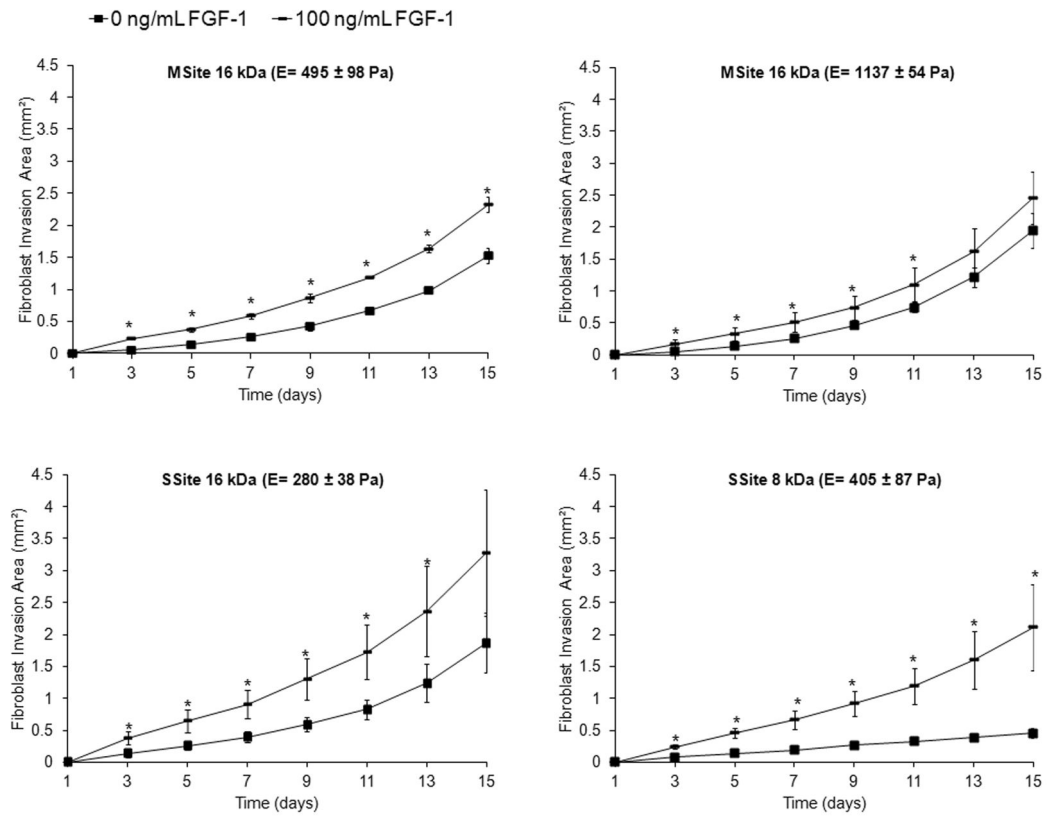 0 ng/mL FGF-1 100 ng/mL FGF-1
MSite 16 kDa (E= 495 ± 98 Pa)
Fibroblast Invasion Area (mm²)
4.5
4
3.5
3
2.5
2
1.5
1
0.5
0
* * * * * * *
1 3 5 7 9 11 13 15
Time (days)
MSite 16 kDa (E= 1137 ± 54 Pa)
Fibroblast Invasion Area (mm²)
4.5
4
3.5
3
2.5
2
1.5
1
0.5
0
* * * * *
1 3 5 7 9 11 13 15
Time (days)
SSite 16 kDa (E= 280 ± 38 Pa)
Fibroblast Invasion Area (mm²)
4.5
4
3.5
3
2.5
2
1.5
1
0.5
0
* * * * * *
1 3 5 7 9 11 13 15
Time (days)
SSite 8 kDa (E= 405 ± 87 Pa)
Fibroblast Invasion Area (mm²)
4.5
4
3.5
3
2.5
2
1.5
1
0.5
0
* * * * * * *
1 3 5 7 9 11 13 15
Time (days)